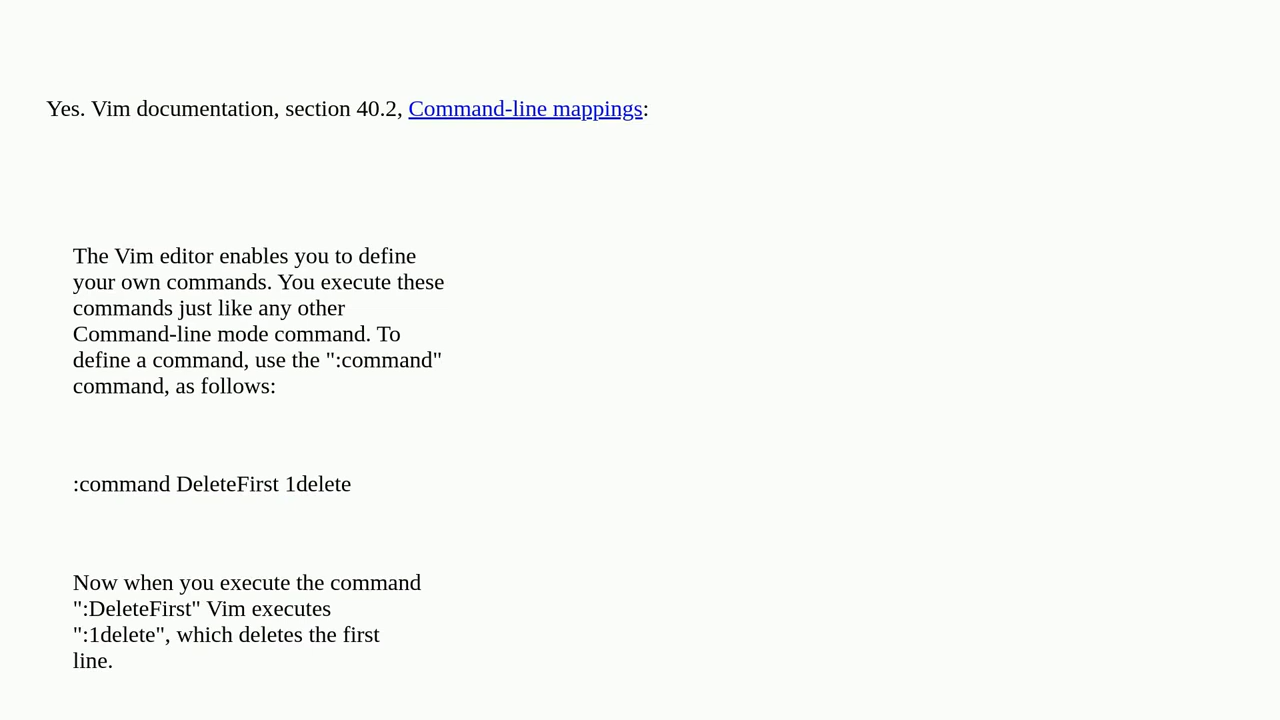 Yes. Vim documentation, section 40.2, Command-line mappings:
The Vim editor enables you to define
your own commands. You execute these
commands just like any other
Command-line mode command. To
define a command, use the ":command"
command, as follows:
:command DeleteFirst 1delete
Now when you execute the command
":DeleteFirst" Vim executes
":1delete", which deletes the first
line.